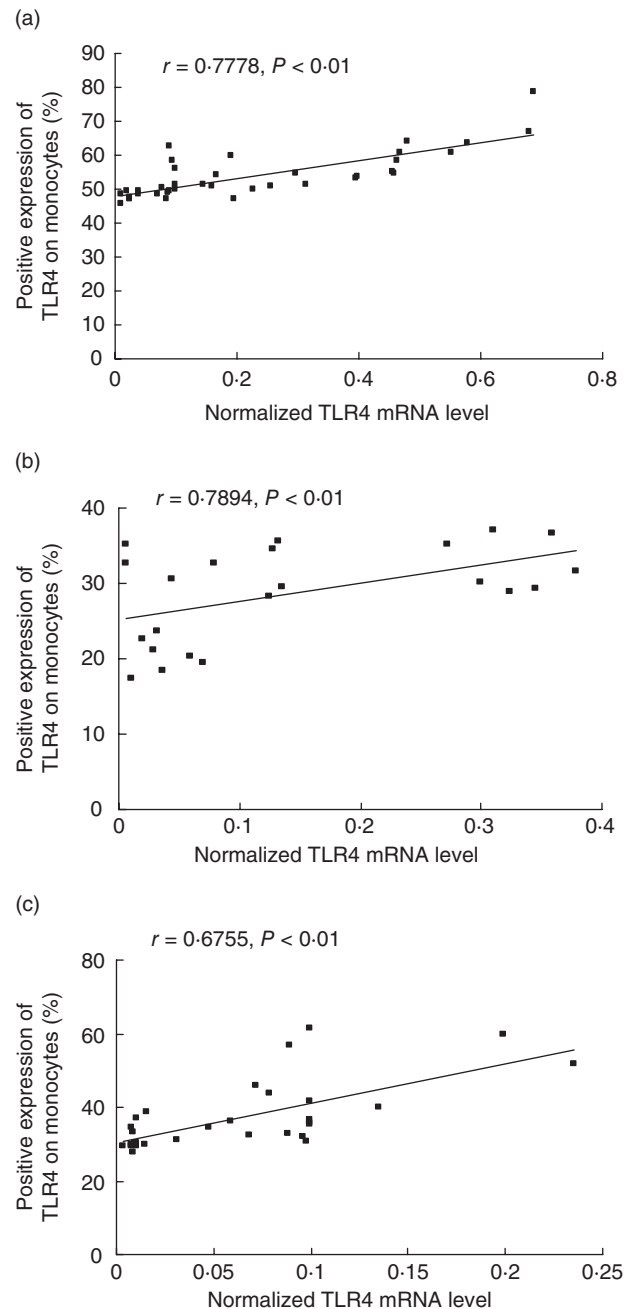 (a)
r = 0·7778, P < 0·01
Positive expression of
TLR4 on monocytes (%)
90
80
70
60
50
40
30
20
10
0
0 0·2 0·4 0·6 0·8
Normalized TLR4 mRNA level
(b)
r = 0·7894, P < 0·01
Positive expression of
TLR4 on monocytes (%)
40
30
20
10
0
0 0·1 0·2 0·3 0·4
Normalized TLR4 mRNA level
(c)
r = 0·6755, P < 0·01
Positive expression of
TLR4 on monocytes (%)
80
60
40
20
0
0 0·05 0·1 0·15 0·2 0·25
Normalized TLR4 mRNA level